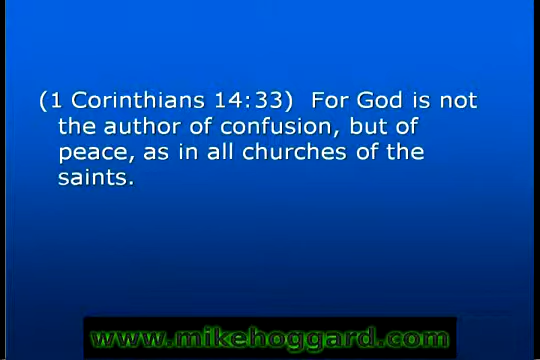 (1 Corinthians 14:33)  For God is not
the author of confusion, but of
peace, as in all churches of the
saints.
www.mikehoggard.com